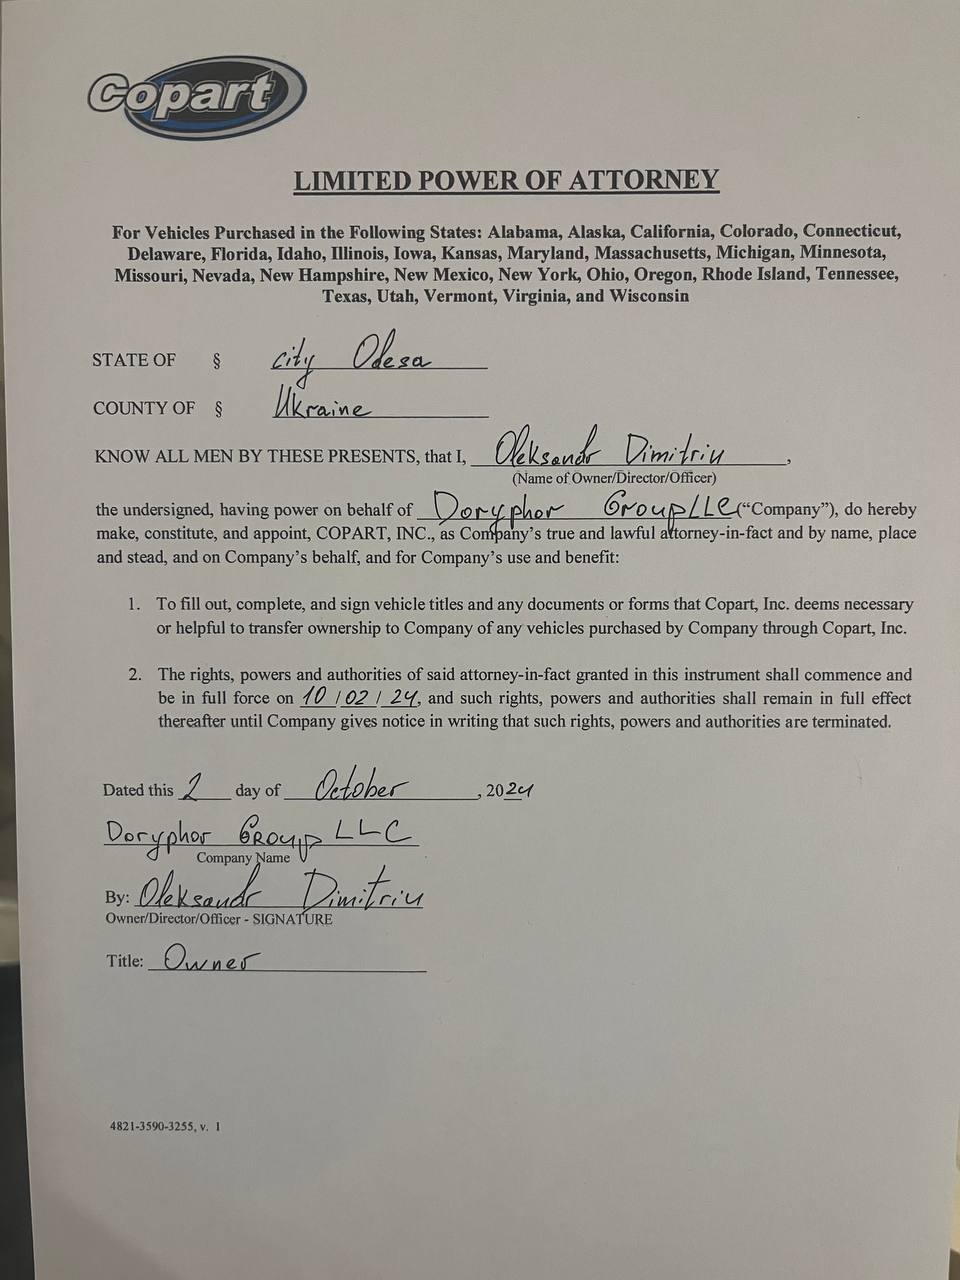 Copart
LIMITED POWER OF ATTORNEY
For Vehicles Purchased in the Following States: Alabama, Alaska, California, Colorado, Connecticut,
Delaware, Florida, Idaho, Illinois, Iowa, Kansas, Maryland, Massachusetts, Michigan, Minnesota,
Missouri, Nevada, New Hampshire, New Mexico, New York, Ohio, Oregon, Rhode Island, Tennessee,
Texas, Utah, Vermont, Virginia, and Wisconsin
STATE OF § city Odesa
COUNTY OF § Ukraine
KNOW ALL MEN BY THESE PRESENTS, that I, Oleksandr Dimitriu,
(Name of Owner/Director/Officer)
the undersigned, having power on behalf of Doryphor Group LLC ("Company"), do hereby
make, constitute, and appoint, COPART, INC., as Company's true and lawful attorney-in-fact and by name, place
and stead, and on Company's behalf, and for Company's use and benefit:
1. To fill out, complete, and sign vehicle titles and any documents or forms that Copart, Inc. deems necessary
or helpful to transfer ownership to Company of any vehicles purchased by Company through Copart, Inc.
2. The rights, powers and authorities of said attorney-in-fact granted in this instrument shall commence and
be in full force on 10 / 02 / 24, and such rights, powers and authorities shall remain in full effect
thereafter until Company gives notice in writing that such rights, powers and authorities are terminated.
Dated this 2 day of October, 2024
Doryphor Group LLC
Company Name
By: Oleksandr Dimitriu
Owner/Director/Officer - SIGNATURE
Title: Owner
4821-3590-3255, v. 1